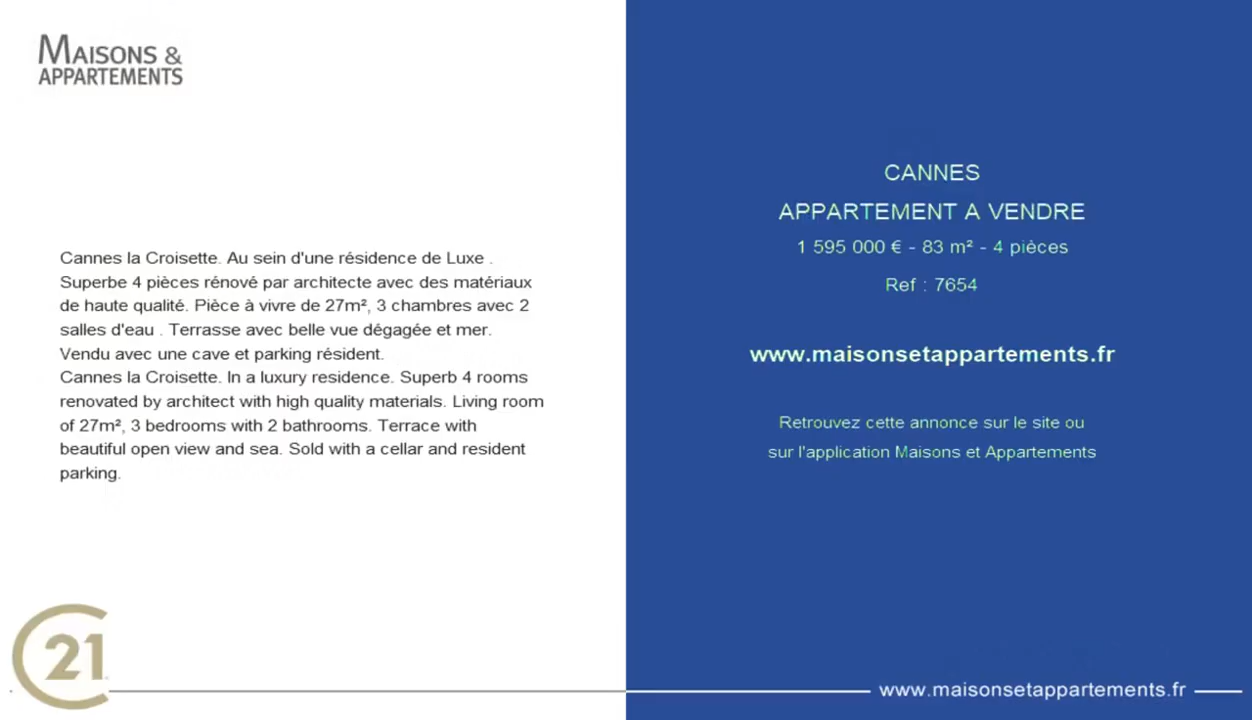 MAISONS &
APPARTEMENTS
Cannes la Croisette. Au sein d'une résidence de Luxe .
Superbe 4 pièces rénové par architecte avec des matériaux
de haute qualité. Pièce à vivre de 27m², 3 chambres avec 2
salles d'eau . Terrasse avec belle vue dégagée et mer.
Vendu avec une cave et parking résident.
Cannes la Croisette. In a luxury residence. Superb 4 rooms
renovated by architect with high quality materials. Living room
of 27m², 3 bedrooms with 2 bathrooms. Terrace with
beautiful open view and sea. Sold with a cellar and resident
parking.
C21
CANNES
APPARTEMENT A VENDRE
1 595 000 € - 83 m² - 4 pièces
Ref : 7654
www.maisonsetappartements.fr
Retrouvez cette annonce sur le site ou
sur l'application Maisons et Appartements
www.maisonsetappartements.fr